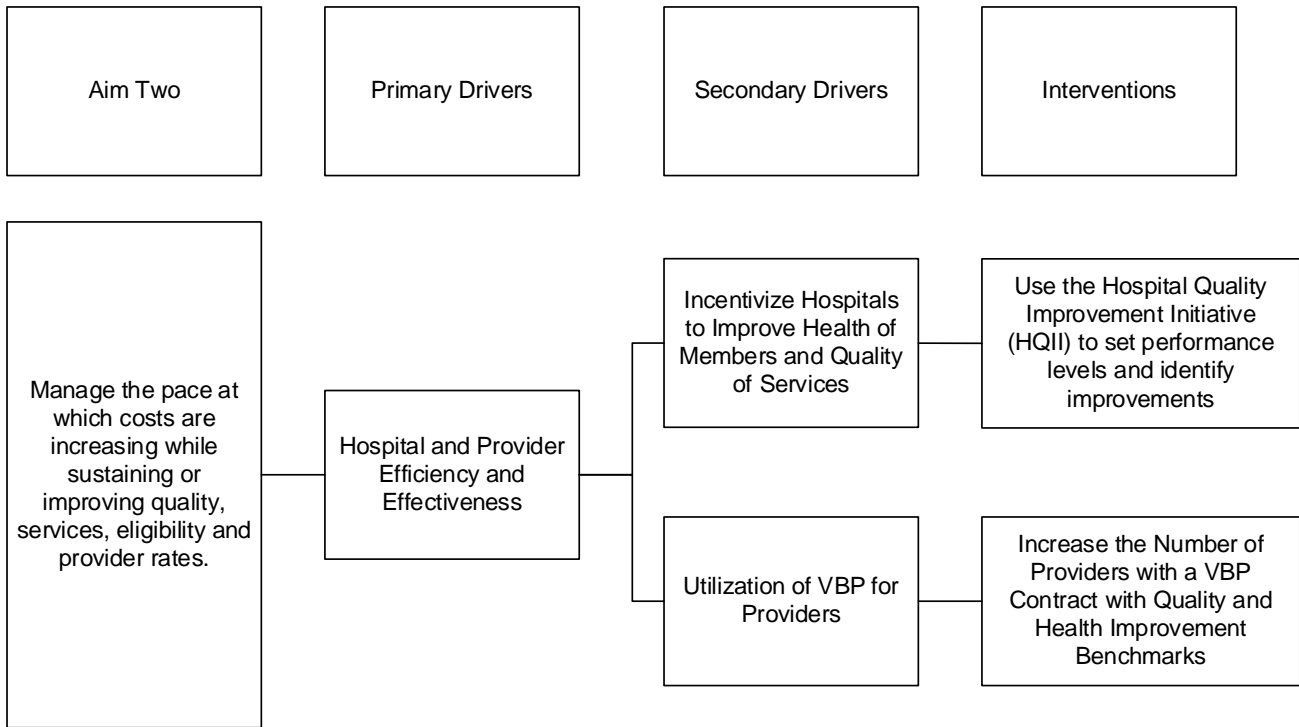 Aim Two
Primary Drivers
Secondary Drivers
Interventions
Manage the pace at
which costs are
increasing while
sustaining or
improving quality,
services, eligibility and
provider rates.
Hospital and Provider
Efficiency and
Effectiveness
Incentivize Hospitals
to Improve Health of
Members and Quality
of Services
Use the Hospital Quality
Improvement Initiative
(HQII) to set performance
levels and identify
improvements
Utilization of VBP for
Providers
Increase the Number of
Providers with a VBP
Contract with Quality and
Health Improvement
Benchmarks